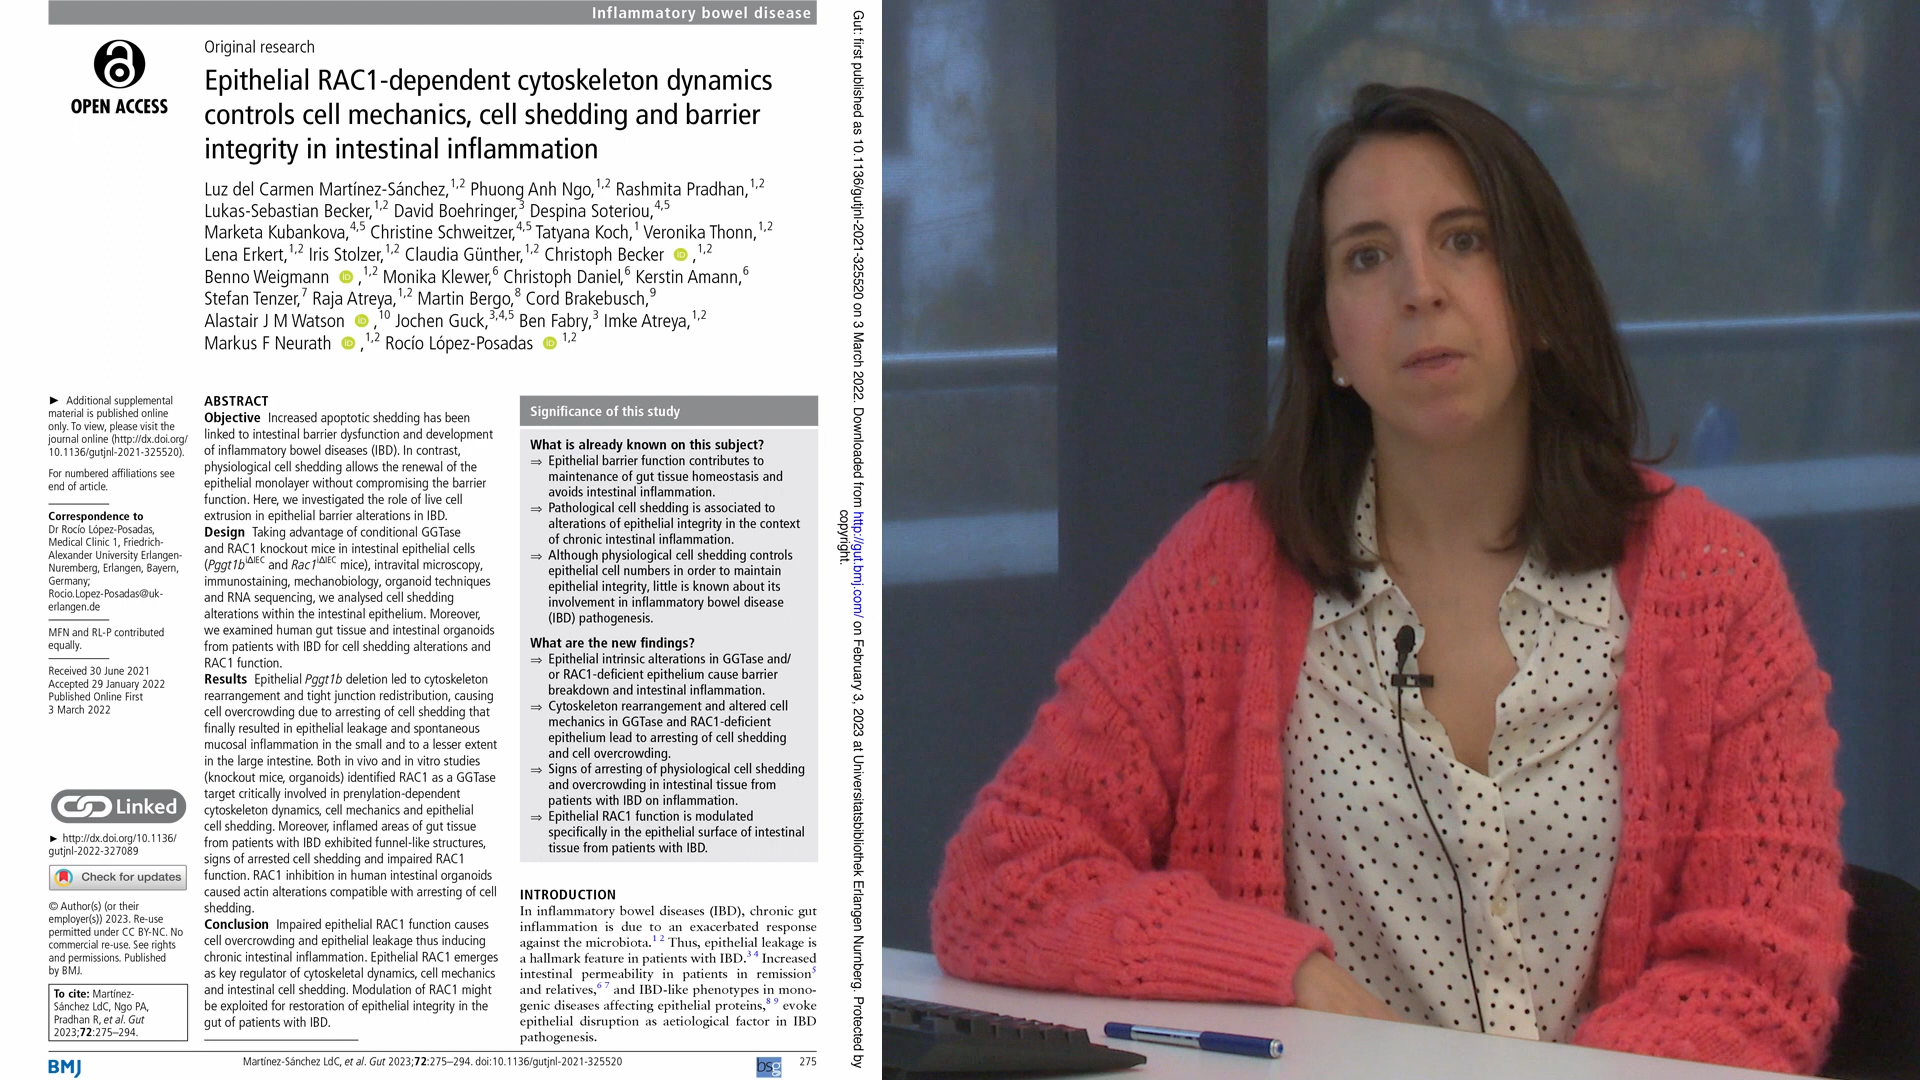 Inflammatory bowel disease
OPEN ACCESS
Original research
Epithelial RAC1-dependent cytoskeleton dynamics
controls cell mechanics, cell shedding and barrier
integrity in intestinal inflammation
Luz del Carmen Martínez-Sánchez,1,2 Phuong Anh Ngo,1,2 Rashmita Pradhan,1,2
Lukas-Sebastian Becker,1,2 David Boehringer,3 Despina Soteriou,4,5
Marketa Kubankova,4,5 Christine Schweitzer,4,5 Tatyana Koch,1 Veronika Thonn,1,2
Lena Erkert,1,2 Iris Stolzer,1,2 Claudia Günther,1,2 Christoph Becker iD ,1,2
Benno Weigmann iD ,1,2 Monika Klewer,6 Christoph Daniel,6 Kerstin Amann,6
Stefan Tenzer,7 Raja Atreya,1,2 Martin Bergo,8 Cord Brakebusch,9
Alastair J M Watson iD ,10 Jochen Guck,3,4,5 Ben Fabry,3 Imke Atreya,1,2
Markus F Neurath iD ,1,2 Rocío López-Posadas iD 1,2
► Additional supplemental
material is published online
only. To view, please visit the
journal online (http://dx.doi.org/
10.1136/gutjnl-2021-325520).
For numbered affiliations see
end of article.
Correspondence to
Dr Rocío López-Posadas,
Medical Clinic 1, Friedrich-
Alexander University Erlangen-
Nuremberg, Erlangen, Bayern,
Germany;
Rocio.Lopez-Posadas@uk-
erlangen.de
MFN and RL-P contributed
equally.
Received 30 June 2021
Accepted 29 January 2022
Published Online First
3 March 2022
Linked
► http://dx.doi.org/10.1136/
gutjnl-2022-327089
Check for updates
© Author(s) (or their
employer(s)) 2023. Re-use
permitted under CC BY-NC. No
commercial re-use. See rights
and permissions. Published
by BMJ.
To cite: Martínez-
Sánchez LdC, Ngo PA,
Pradhan R, et al. Gut
2023;72:275–294.
ABSTRACT
Objective Increased apoptotic shedding has been
linked to intestinal barrier dysfunction and development
of inflammatory bowel diseases (IBD). In contrast,
physiological cell shedding allows the renewal of the
epithelial monolayer without compromising the barrier
function. Here, we investigated the role of live cell
extrusion in epithelial barrier alterations in IBD.
Design Taking advantage of conditional GGTase
and RAC1 knockout mice in intestinal epithelial cells
(Pggt1biΔIEC and Rac1iΔIEC mice), intravital microscopy,
immunostaining, mechanobiology, organoid techniques
and RNA sequencing, we analysed cell shedding
alterations within the intestinal epithelium. Moreover,
we examined human gut tissue and intestinal organoids
from patients with IBD for cell shedding alterations and
RAC1 function.
Results Epithelial Pggt1b deletion led to cytoskeleton
rearrangement and tight junction redistribution, causing
cell overcrowding due to arresting of cell shedding that
finally resulted in epithelial leakage and spontaneous
mucosal inflammation in the small and to a lesser extent
in the large intestine. Both in vivo and in vitro studies
(knockout mice, organoids) identified RAC1 as a GGTase
target critically involved in prenylation-dependent
cytoskeleton dynamics, cell mechanics and epithelial
cell shedding. Moreover, inflamed areas of gut tissue
from patients with IBD exhibited funnel-like structures,
signs of arrested cell shedding and impaired RAC1
function. RAC1 inhibition in human intestinal organoids
caused actin alterations compatible with arresting of cell
shedding.
Conclusion Impaired epithelial RAC1 function causes
cell overcrowding and epithelial leakage thus inducing
chronic intestinal inflammation. Epithelial RAC1 emerges
as key regulator of cytoskeletal dynamics, cell mechanics
and intestinal cell shedding. Modulation of RAC1 might
be exploited for restoration of epithelial integrity in the
gut of patients with IBD.
Significance of this study
What is already known on this subject?
⇒ Epithelial barrier function contributes to
maintenance of gut tissue homeostasis and
avoids intestinal inflammation.
⇒ Pathological cell shedding is associated to
alterations of epithelial integrity in the context
of chronic intestinal inflammation.
⇒ Although physiological cell shedding controls
epithelial cell numbers in order to maintain
epithelial integrity, little is known about its
involvement in inflammatory bowel disease
(IBD) pathogenesis.
What are the new findings?
⇒ Epithelial intrinsic alterations in GGTase and/
or RAC1-deficient epithelium cause barrier
breakdown and intestinal inflammation.
⇒ Cytoskeleton rearrangement and altered cell
mechanics in GGTase and RAC1-deficient
epithelium lead to arresting of cell shedding
and cell overcrowding.
⇒ Signs of arresting of physiological cell shedding
and overcrowding in intestinal tissue from
patients with IBD on inflammation.
⇒ Epithelial RAC1 function is modulated
specifically in the epithelial surface of intestinal
tissue from patients with IBD.
INTRODUCTION
In inflammatory bowel diseases (IBD), chronic gut
inflammation is due to an exacerbated response
against the microbiota.1 2 Thus, epithelial leakage is
a hallmark feature in patients with IBD.3 4 Increased
intestinal permeability in patients in remission5
and relatives,6 7 and IBD-like phenotypes in mono-
genic diseases affecting epithelial proteins,8 9 evoke
epithelial disruption as aetiological factor in IBD
pathogenesis.
BMJ
Martínez-Sánchez LdC, et al. Gut 2023;72:275–294. doi:10.1136/gutjnl-2021-325520
bsg
275
Gut: first published as 10.1136/gutjnl-2021-325520 on 3 March 2022. Downloaded from http://gut.bmj.com/ on February 3, 2023 at Universitatsbibliothek Erlangen Nurnberg. Protected by
copyright.